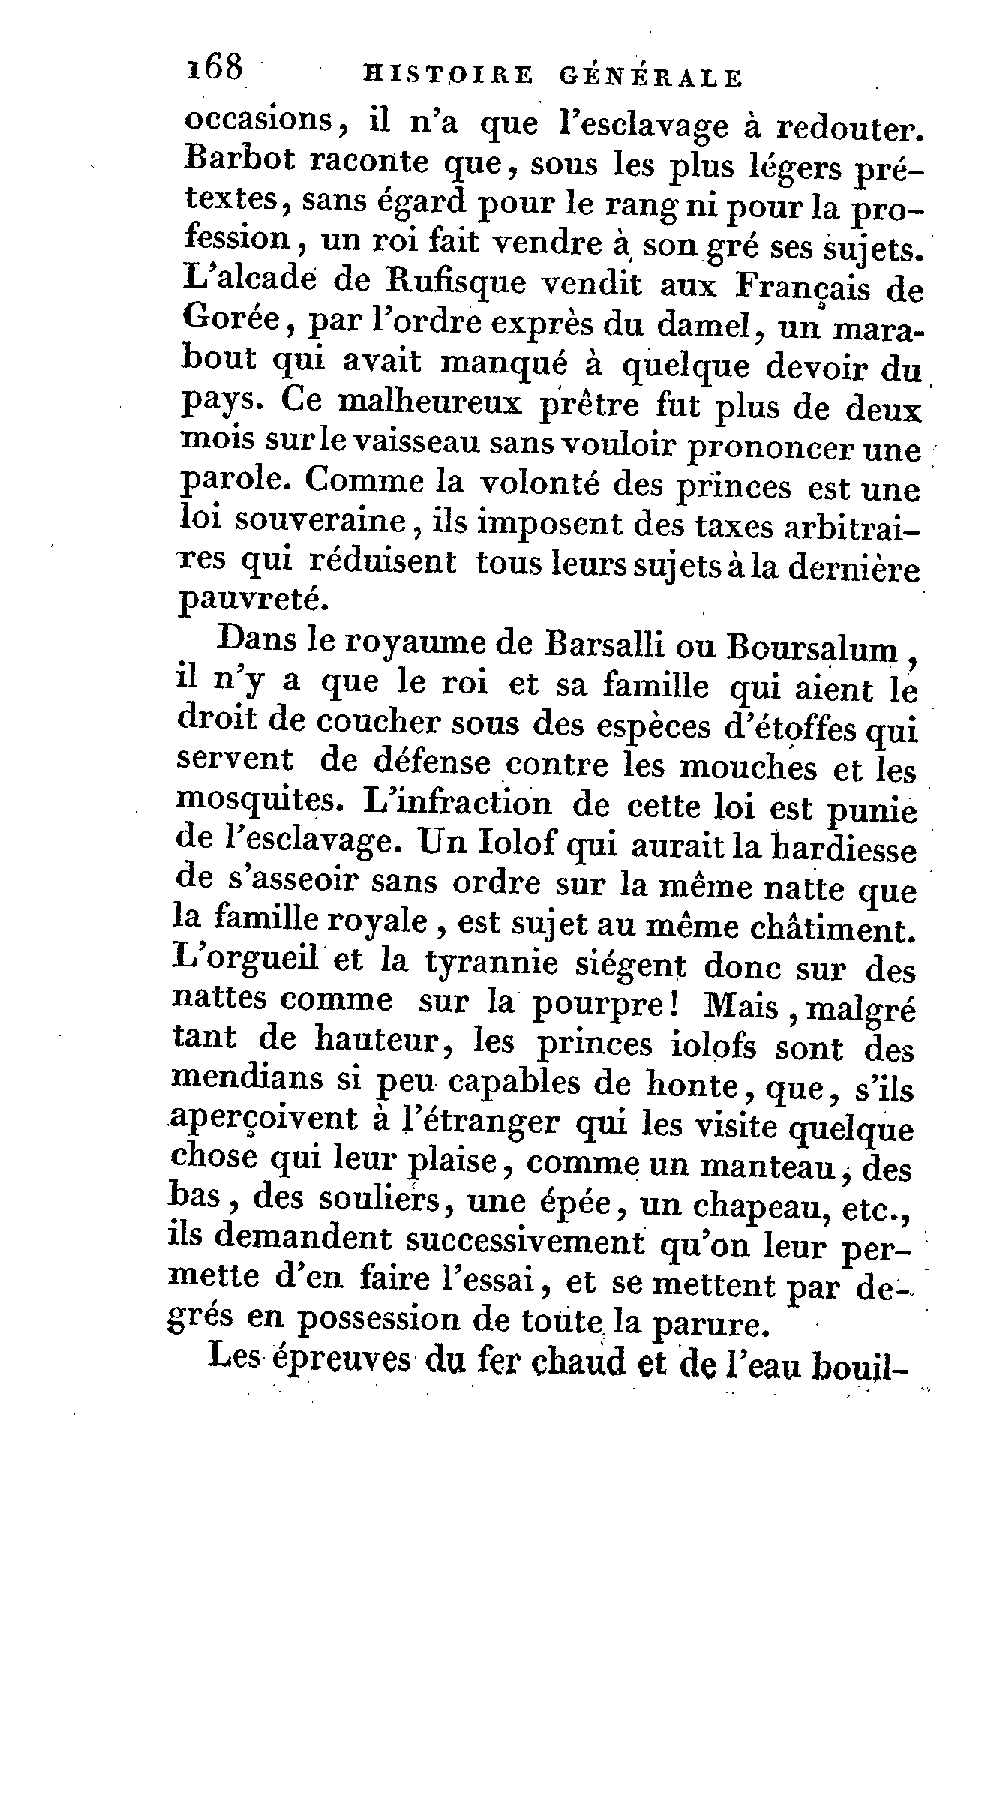 168 HISTOIRE GÉNÉRALE
occasions, il n'a que l'esclavage à redouter.
Barbot raconte que, sous les plus légers pré-
textes, sans égard pour le rang ni pour la pro-
fession, un roi fait vendre à son gré ses sujets.
L'alcade de Rufisque vendit aux Français de
Gorée, par l'ordre exprès du damel, un mara-
bout qui avait manqué à quelque devoir du
pays. Ce malheureux prêtre fut plus de deux
mois sur le vaisseau sans vouloir prononcer une
parole. Comme la volonté des princes est une
loi souveraine, ils imposent des taxes arbitrai-
res qui réduisent tous leurs sujets à la dernière
pauvreté.
Dans le royaume de Barsalli ou Boursalum,
il n'y a que le roi et sa famille qui aient le
droit de coucher sous des espèces d'étoffes qui
servent de défense contre les mouches et les
mosquites. L'infraction de cette loi est punie
de l'esclavage. Un Iolof qui aurait la hardiesse
de s'asseoir sans ordre sur la même natte que
la famille royale, est sujet au même châtiment.
L'orgueil et la tyrannie siégent donc sur des
nattes comme sur la pourpre! Mais, malgré
tant de hauteur, les princes iolofs sont des
mendians si peu capables de honte, que, s'ils
aperçoivent à l'étranger qui les visite quelque
chose qui leur plaise, comme un manteau, des
bas, des souliers, une épée, un chapeau, etc.,
ils demandent successivement qu'on leur per-
mette d'en faire l'essai, et se mettent par de-
grés en possession de toute la parure.
Les épreuves du fer chaud et de l'eau bouil-